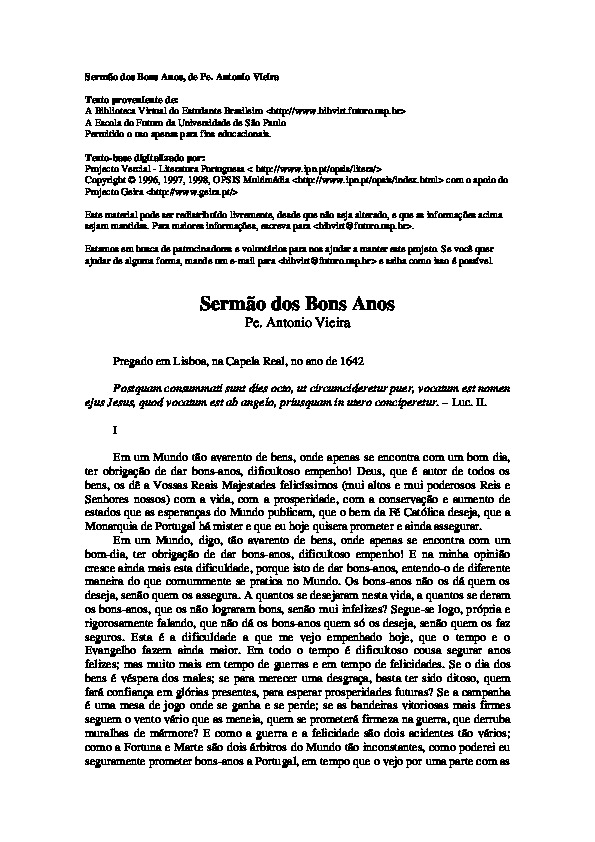 Sermão dos Bons Anos, de Pe. Antonio Vieira
Texto proveniente de:
A Biblioteca Virtual do Estudante Brasileiro <http://www.bibvirt.futuro.usp.br>
A Escola do Futuro da Universidade de São Paulo
Permitido o uso apenas para fins educacionais.
Texto-base digitalizado por:
Projecto Vercial - Literatura Portuguesa < http://www.ipn.pt/opsis/litera/>
Copyright © 1996, 1997, 1998, OPSIS Multimédia <http://www.ipn.pt/opsis/index.html> com o apoio do
Projecto Geira <http://www.geira.pt/>
Este material pode ser redistribuído livremente, desde que não seja alterado, e que as informações acima
sejam mantidas. Para maiores informações, escreva para <bibvirt@futuro.usp.br>.
Estamos em busca de patrocinadores e voluntários para nos ajudar a manter este projeto. Se você quer
ajudar de alguma forma, mande um e-mail para <bibvirt@futuro.usp.br> e saiba como isso é possível.
Sermão dos Bons Anos
Pe. Antonio Vieira
Pregado em Lisboa, na Capela Real, no ano de 1642
Postquam consummati sunt dies octo, ut circumcideretur puer, vocatum est nomen
ejus Jesus, quod vocatum est ab angelo, priusquam in utero conciperetur. – Luc. II.
I
Em um Mundo tão avarento de bens, onde apenas se encontra com um bom dia,
ter obrigação de dar bons-anos, dificultoso empenho! Deus, que é autor de todos os
bens, os dê a Vossas Reais Majestades felicíssimos (mui altos e mui poderosos Reis e
Senhores nossos) com a vida, com a prosperidade, com a conservação e aumento de
estados que as esperanças do Mundo publicam, que o bem da Fé Católica deseja, que a
Monarquia de Portugal há mister e que eu hoje quisera prometer e ainda assegurar.
Em um Mundo, digo, tão avarento de bens, onde apenas se encontra com um
bom-dia, ter obrigação de dar bons-anos, dificultoso empenho! E na minha opinião
cresce ainda mais esta dificuldade, porque isto de dar bons-anos, entendo-o de diferente
maneira do que comummente se pratica no Mundo. Os bons-anos não os dá quem os
deseja, senão quem os assegura. A quantos se desejaram nesta vida, a quantos se deram
os bons-anos, que os não lograram bons, senão mui infelizes? Segue-se logo, própria e
rigorosamente falando, que não dá os bons-anos quem só os deseja, senão quem os faz
seguros. Esta é a dificuldade a que me vejo empenhado hoje, que o tempo e o
Evangelho fazem ainda maior. Em todo o tempo é dificultoso cousa segurar anos
felizes; mas muito mais em tempo de guerras e em tempo de felicidades. Se o dia dos
bens é véspera dos males; se para merecer uma desgraça, basta ter sido ditoso, quem
fará confiança em glórias presentes, para esperar prosperidades futuras? Se a campanha
é uma mesa de jogo onde se ganha e se perde; se as bandeiras vitoriosas mais firmes
seguem o vento vário que as meneia, quem se prometerá firmeza na guerra, que derruba
muralhas de mármore? E como a guerra e a felicidade são dois acidentes tão vários;
como a Fortuna e Marte são dois árbitros do Mundo tão inconstantes, como poderei eu
seguramente prometer bons-anos a Portugal, em tempo que o vejo por uma parte com as